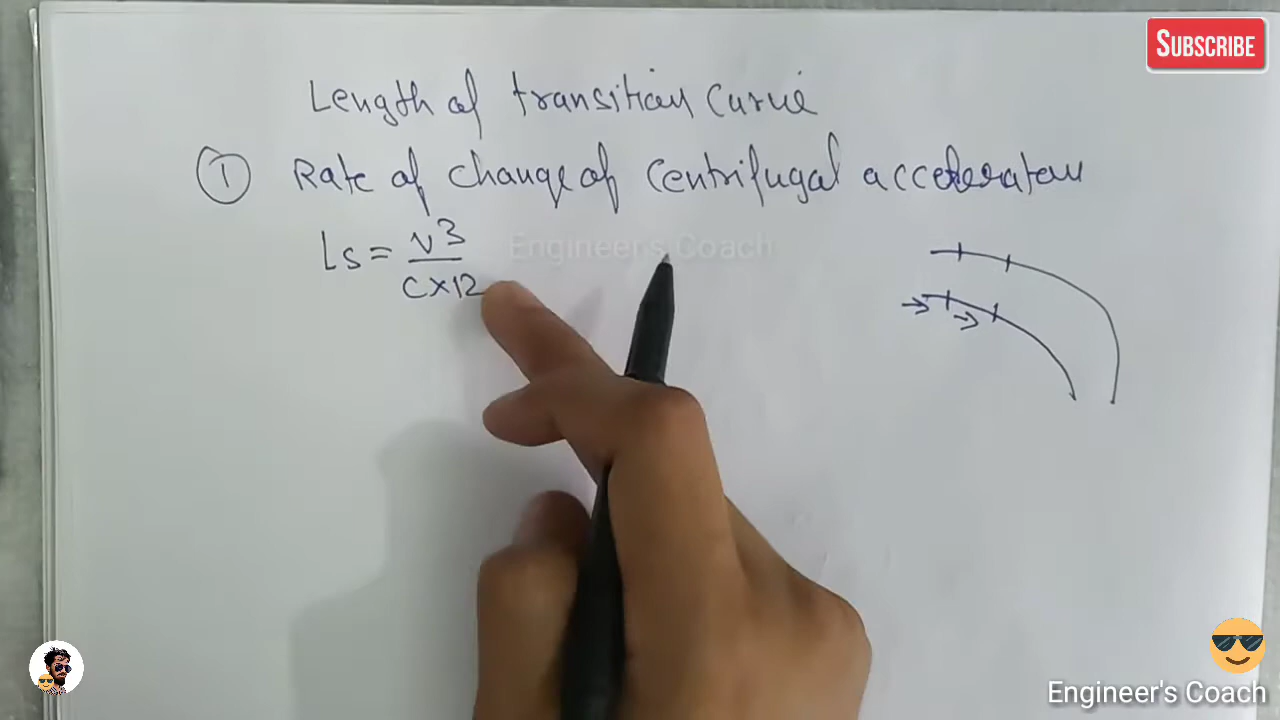 SUBSCRIBE
Length of transition curve
① Rate of change of centrifugal acceleration
Ls = v3
C×12
Engineer's Coach
Engineer's Coach